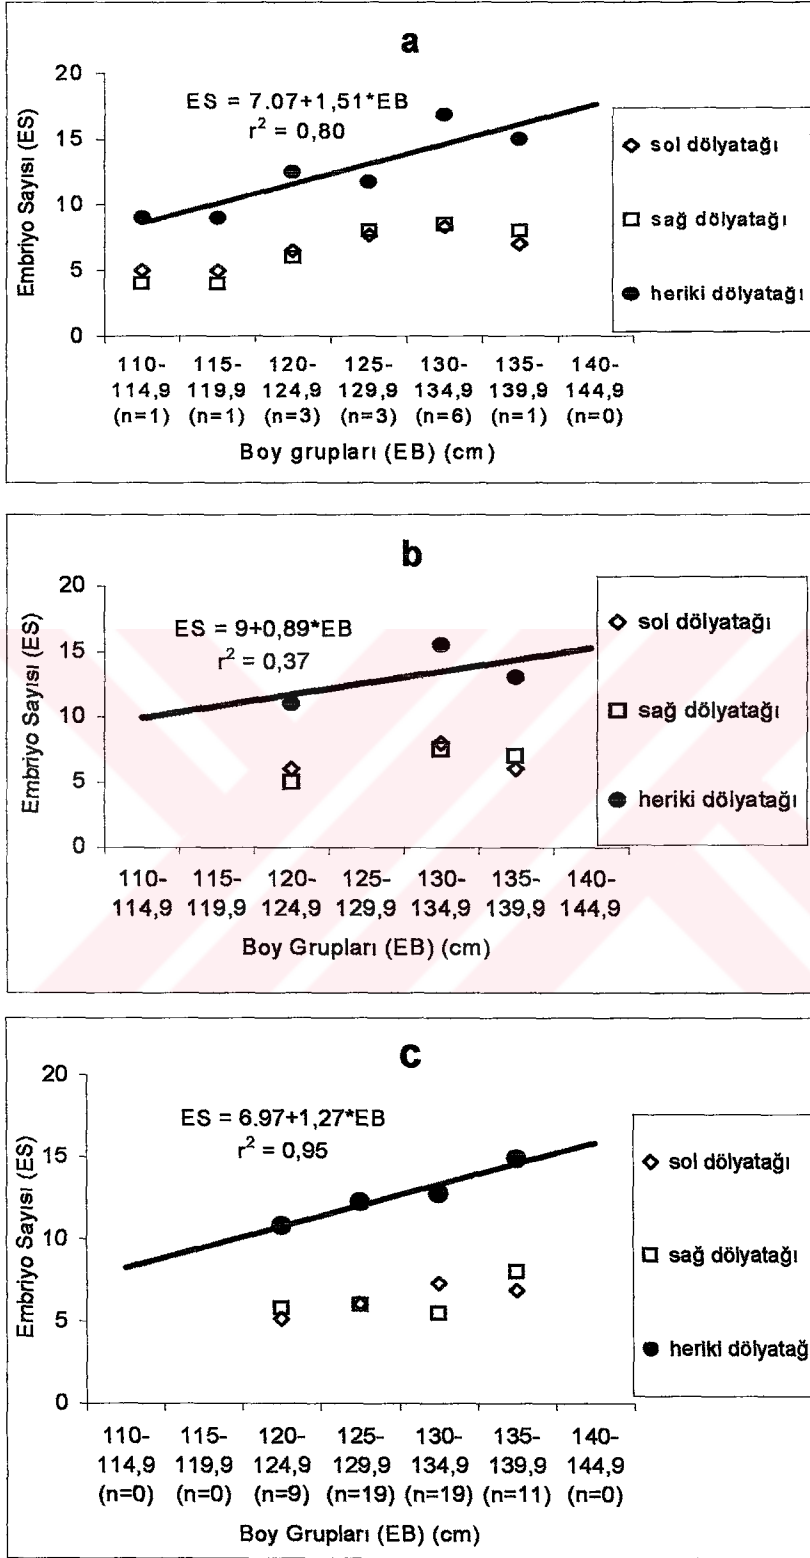 a
ES = 7.07+1,51*EB
r² = 0,80
Embriyo Sayısı (ES)
20
15
10
5
0
110- 115- 120- 125- 130- 135- 140-
114,9 119,9 124,9 129,9 134,9 139,9 144,9
(n=1) (n=1) (n=3) (n=3) (n=6) (n=1) (n=0)
Boy grupları (EB) (cm)
sol dölyatağı
sağ dölyatağı
heriki dölyatağı
b
ES = 9+0,89*EB
r² = 0,37
Embriyo Sayısı (ES)
20
15
10
5
0
110- 115- 120- 125- 130- 135- 140-
114,9 119,9 124,9 129,9 134,9 139,9 144,9
Boy Grupları (EB) (cm)
sol dölyatağı
sağ dölyatağı
heriki dölyatağı
c
ES = 6.97+1,27*EB
r² = 0,95
Embriyo Sayısı (ES)
20
15
10
5
0
110- 115- 120- 125- 130- 135- 140-
114,9 119,9 124,9 129,9 134,9 139,9 144,9
(n=0) (n=0) (n=9) (n=19) (n=19) (n=11) (n=0)
Boy Grupları (EB) (cm)
sol dölyatağı
sağ dölyatağı
heriki dölyatağ